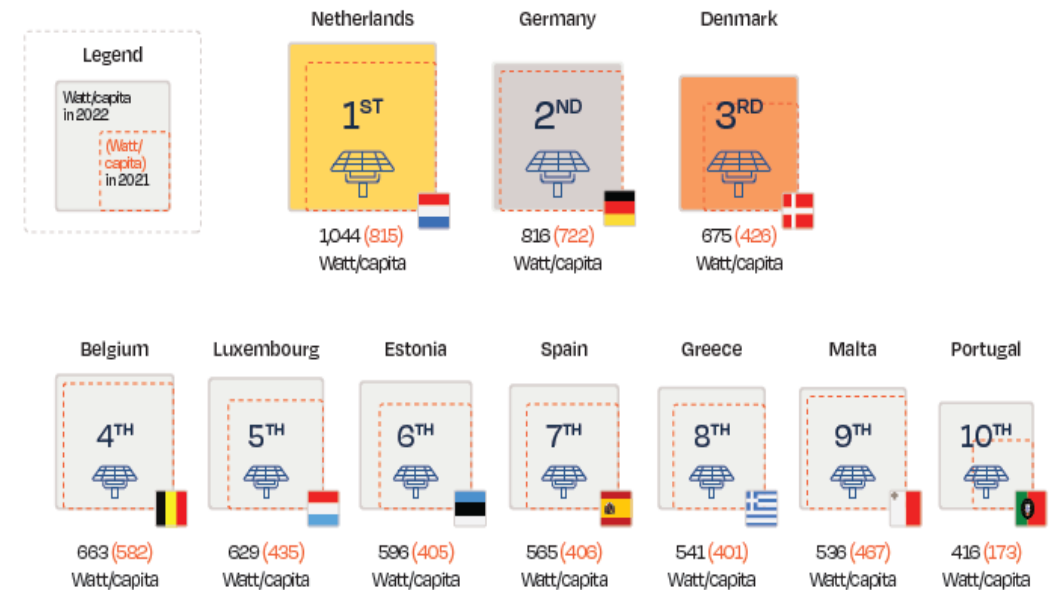 Netherlands
Germany
Denmark
Legend
Watt/capita
in 2022
(Watt/
capita)
in 2021
1ST
2ND
3RD
1,044 (815)
Watt/capita
816 (722)
Watt/capita
675 (426)
Watt/capita
Belgium
Luxembourg
Estonia
Spain
Greece
Malta
Portugal
4TH
5TH
6TH
7TH
8TH
9TH
10TH
663 (582)
Watt/capita
629 (435)
Watt/capita
596 (405)
Watt/capita
565 (406)
Watt/capita
541 (401)
Watt/capita
536 (467)
Watt/capita
416 (173)
Watt/capita